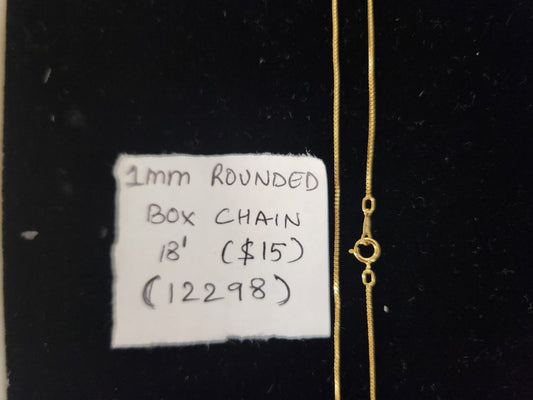 1mm ROUNDED
BOX CHAIN
18' ($15)
(12298)